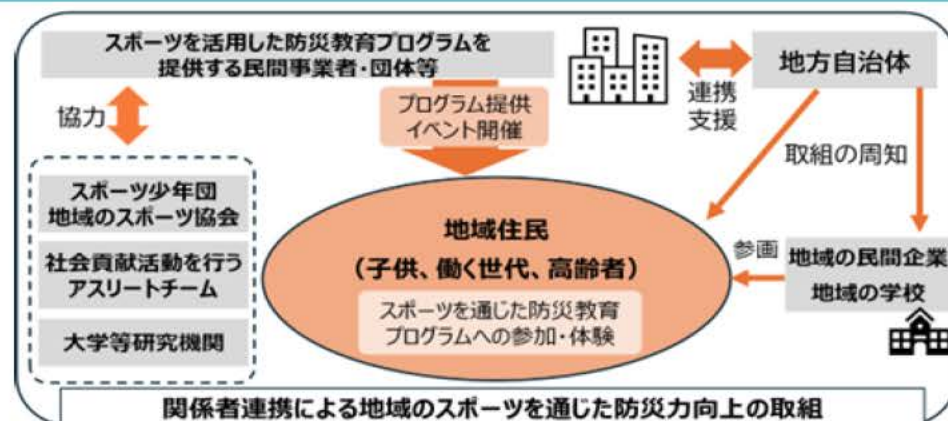 スポーツを活用した防災教育プログラムを
提供する民間事業者・団体等
地方自治体
連携
支援
プログラム提供
イベント開催
協力
取組の周知
スポーツ少年団
地域のスポーツ協会
社会貢献活動を行う
アスリートチーム
大学等研究機関
地域住民
(子供、働く世代、高齢者)
スポーツを通じた防災教育
プログラムへの参加・体験
参画
地域の民間企業
地域の学校
関係者連携による地域のスポーツを通じた防災力向上の取組